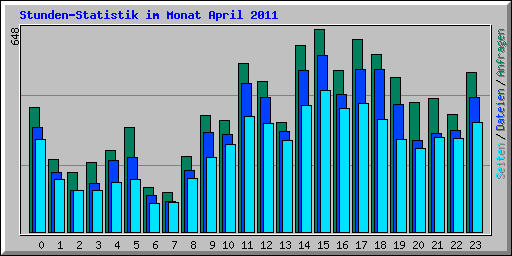 Stunden-Statistik im Monat April 2011
648
Seiten/Dateien/Anfragen
0 1 2 3 4 5 6 7 8 9 10 11 12 13 14 15 16 17 18 19 20 21 22 23